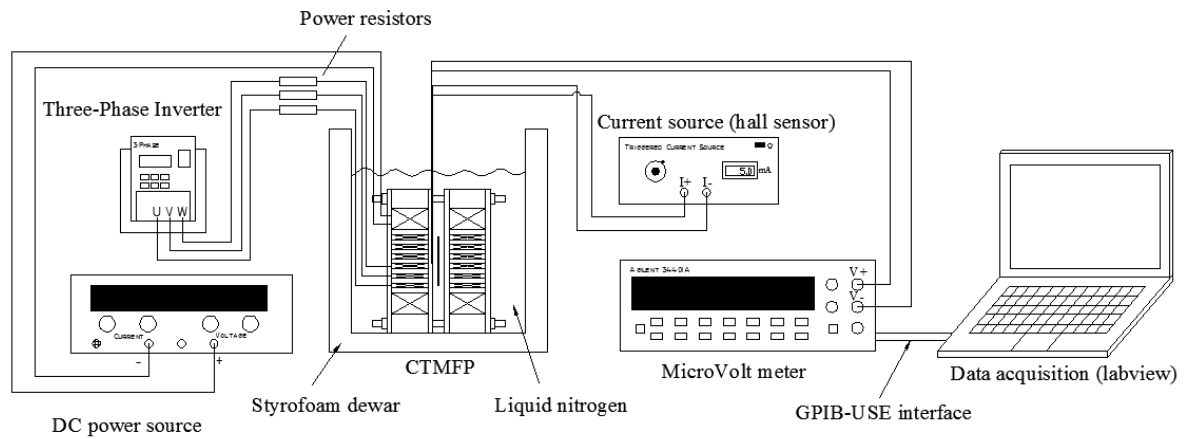 Power resistors
Three-Phase Inverter
3 PHASE
U V W
Current source (hall sensor)
TRIGGERED CURRENT SOURCE
5.0 mA
I+ I-
AGILENT 34401A
V+
V-
CURRENT
VOLTAGE
- +
CTMFP
MicroVolt meter
Data acquisition (labview)
Styrofoam dewar
Liquid nitrogen
GPIB-USE interface
DC power source